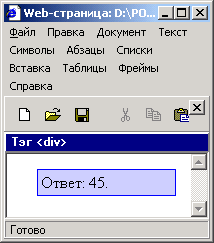 Web-страница: D:\PO...
Файл Правка Документ Текст
Символы Абзацы Списки
Вставка Таблицы Фреймы
Справка
Тэг <div>
Ответ: 45.
Готово